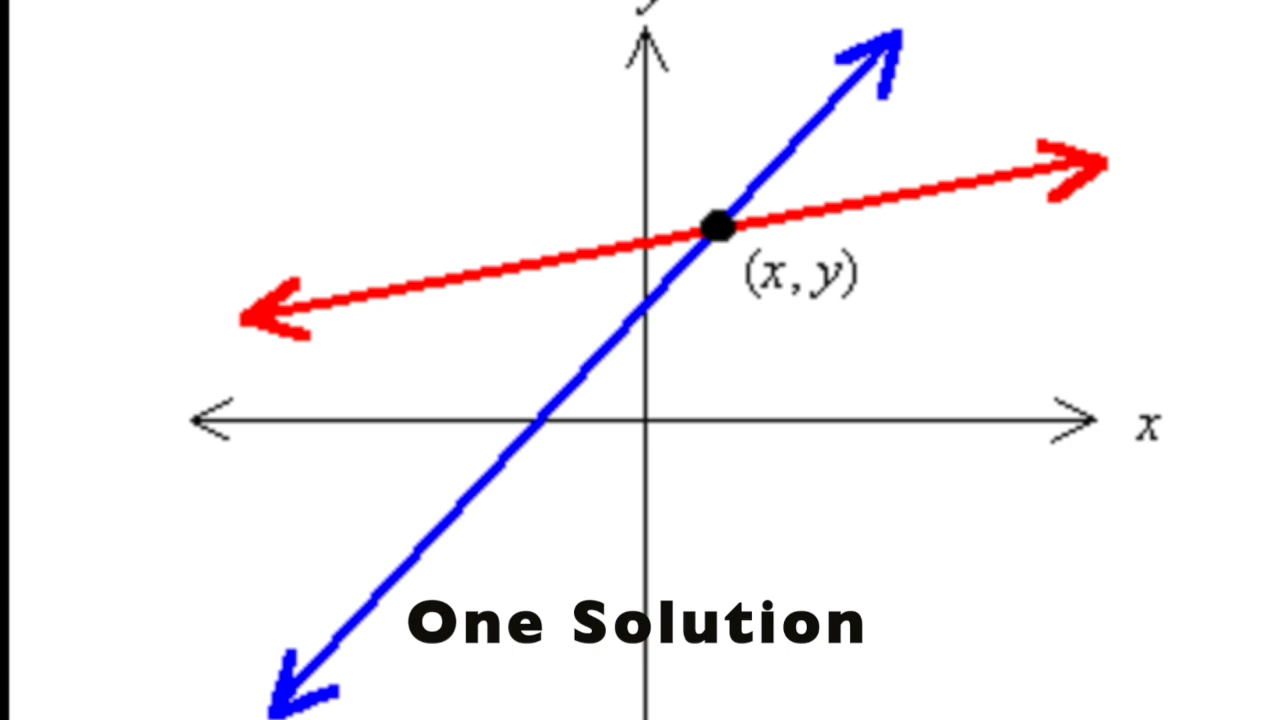 y
(x, y)
x
One Solution